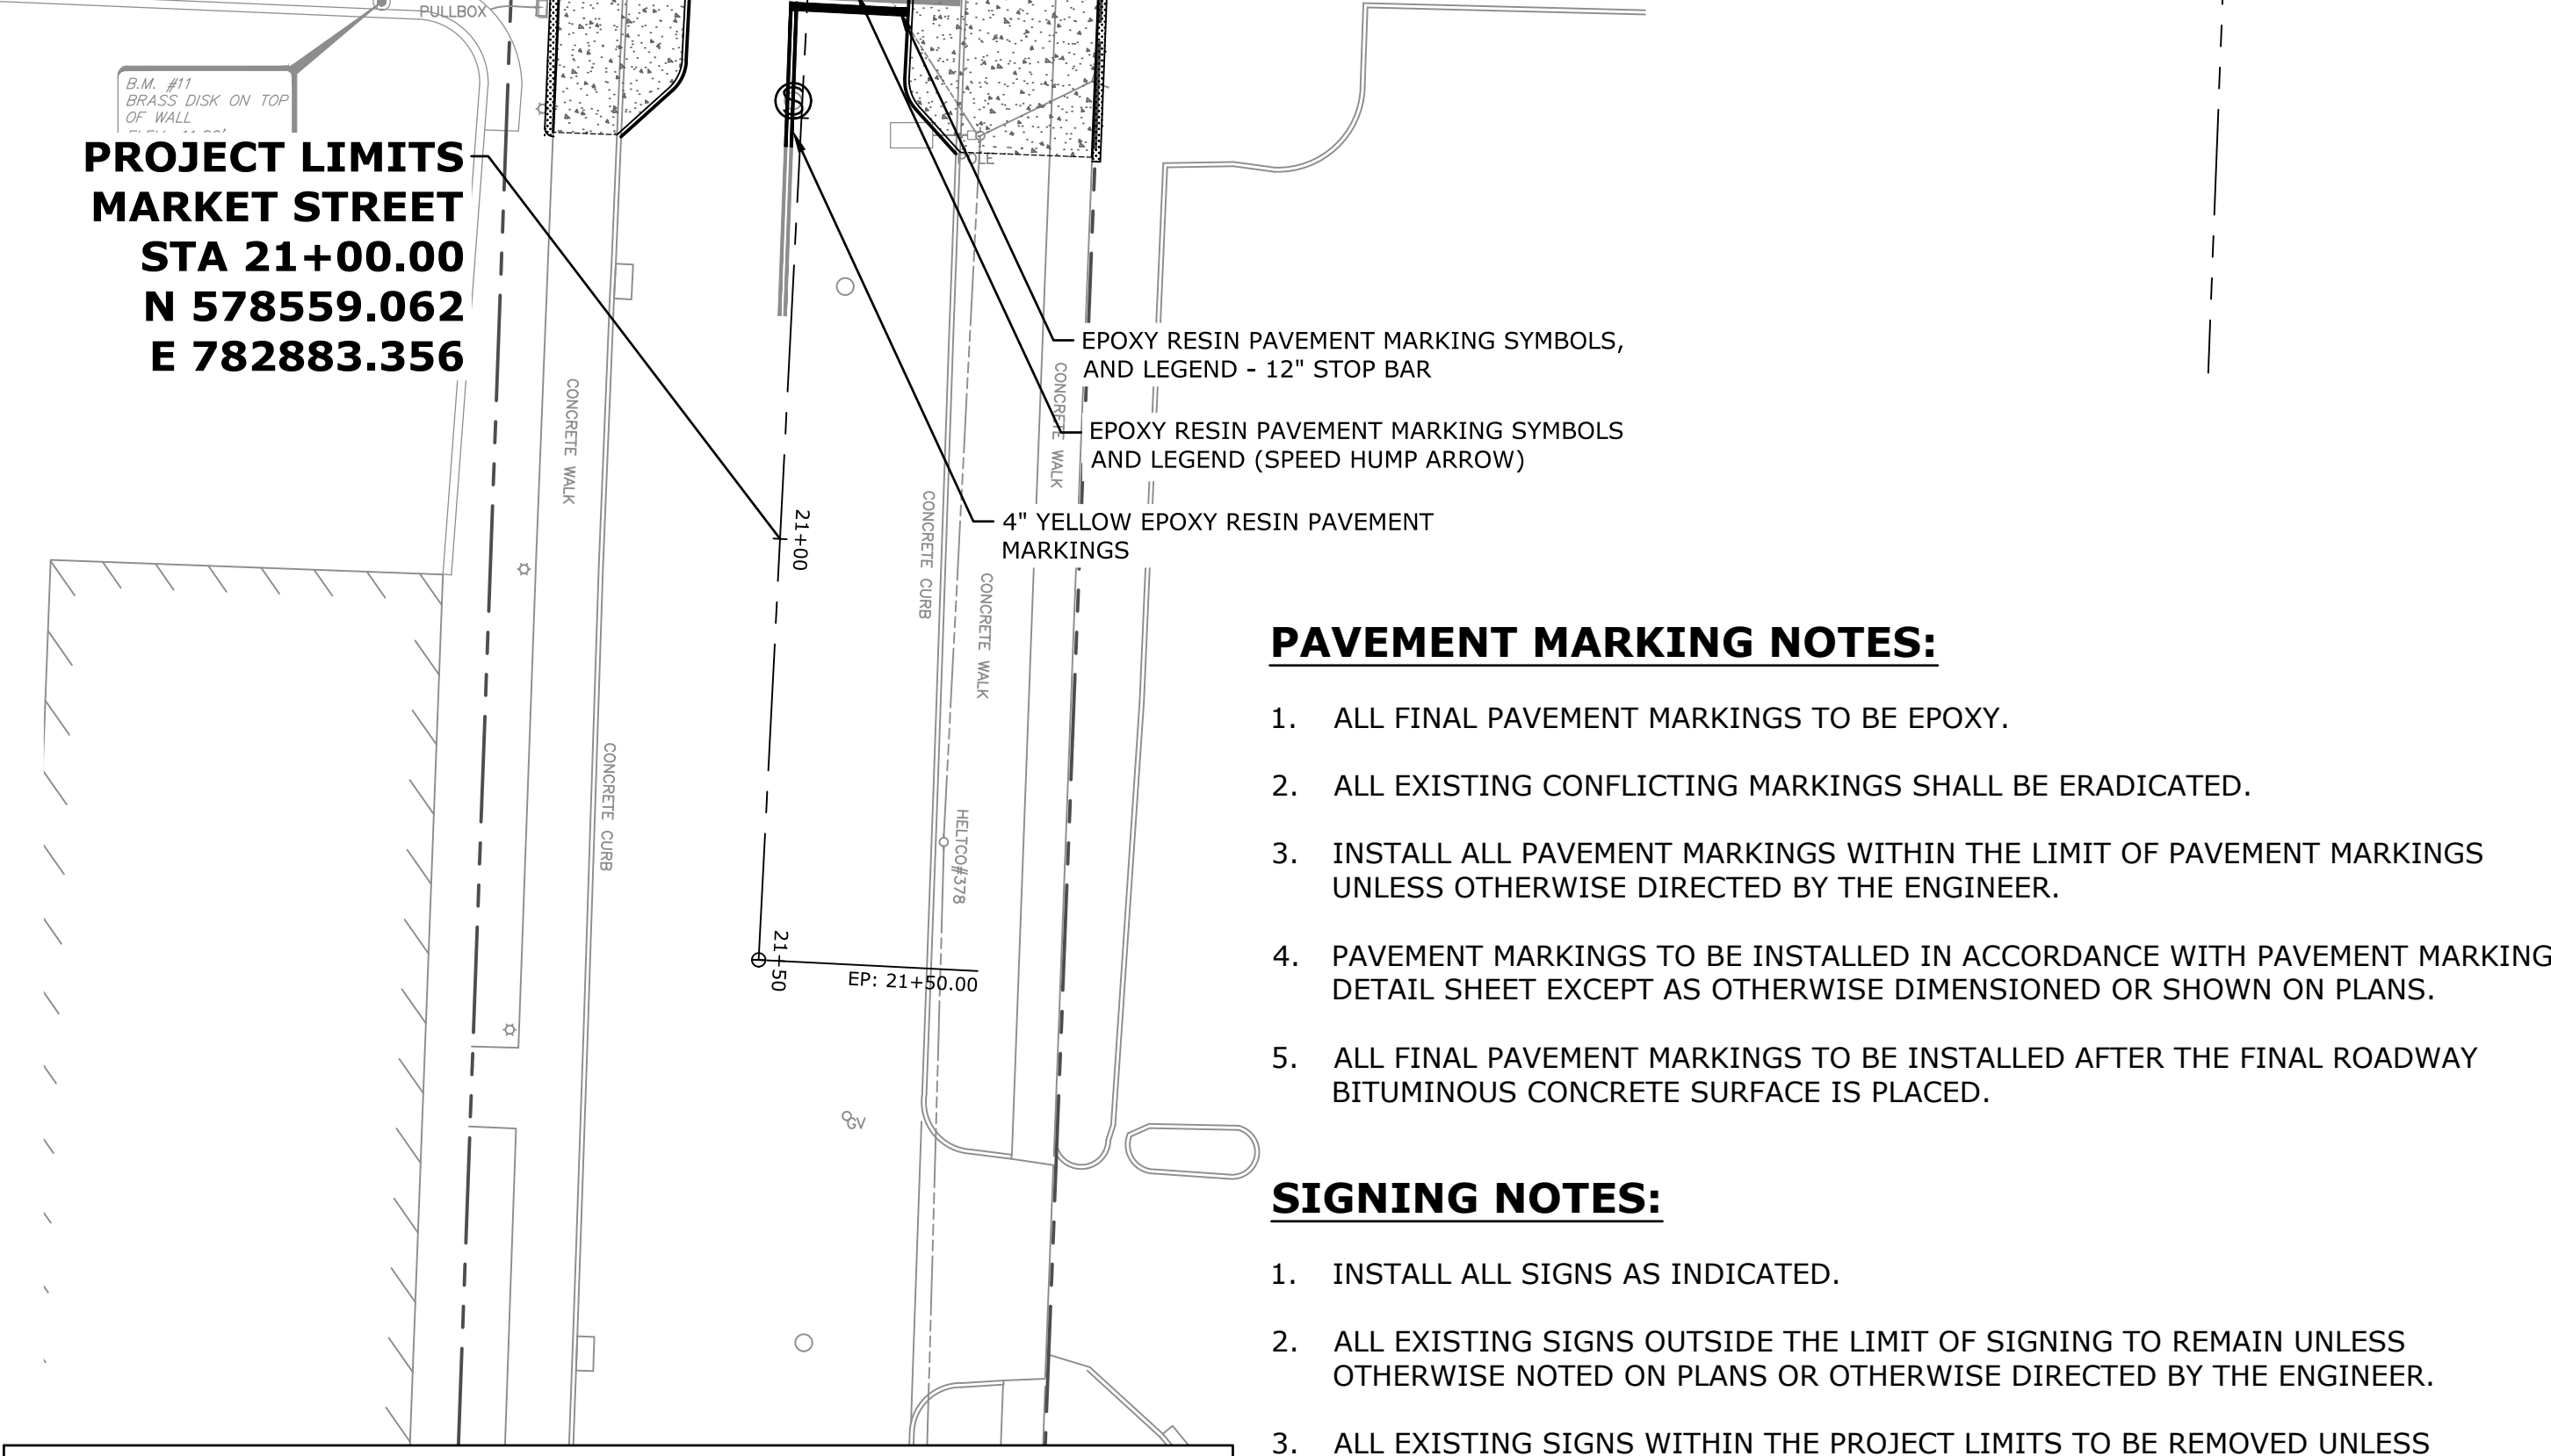 PULLBOX
B.M. #11
BRASS DISK ON TOP
OF WALL
PROJECT LIMITS
MARKET STREET
STA 21+00.00
N 578559.062
E 782883.356
POLE
EPOXY RESIN PAVEMENT MARKING SYMBOLS,
AND LEGEND - 12" STOP BAR
EPOXY RESIN PAVEMENT MARKING SYMBOLS
AND LEGEND (SPEED HUMP ARROW)
4" YELLOW EPOXY RESIN PAVEMENT
MARKINGS
CONCRETE WALK
CONCRETE WALK
CONCRETE CURB
CONCRETE WALK
21+00
CONCRETE CURB
HELTCO#378
21+50
EP: 21+50.00
GV
PAVEMENT MARKING NOTES:
1. ALL FINAL PAVEMENT MARKINGS TO BE EPOXY.
2. ALL EXISTING CONFLICTING MARKINGS SHALL BE ERADICATED.
3. INSTALL ALL PAVEMENT MARKINGS WITHIN THE LIMIT OF PAVEMENT MARKINGS
UNLESS OTHERWISE DIRECTED BY THE ENGINEER.
4. PAVEMENT MARKINGS TO BE INSTALLED IN ACCORDANCE WITH PAVEMENT MARKING
DETAIL SHEET EXCEPT AS OTHERWISE DIMENSIONED OR SHOWN ON PLANS.
5. ALL FINAL PAVEMENT MARKINGS TO BE INSTALLED AFTER THE FINAL ROADWAY
BITUMINOUS CONCRETE SURFACE IS PLACED.
SIGNING NOTES:
1. INSTALL ALL SIGNS AS INDICATED.
2. ALL EXISTING SIGNS OUTSIDE THE LIMIT OF SIGNING TO REMAIN UNLESS
OTHERWISE NOTED ON PLANS OR OTHERWISE DIRECTED BY THE ENGINEER.
3. ALL EXISTING SIGNS WITHIN THE PROJECT LIMITS TO BE REMOVED UNLESS